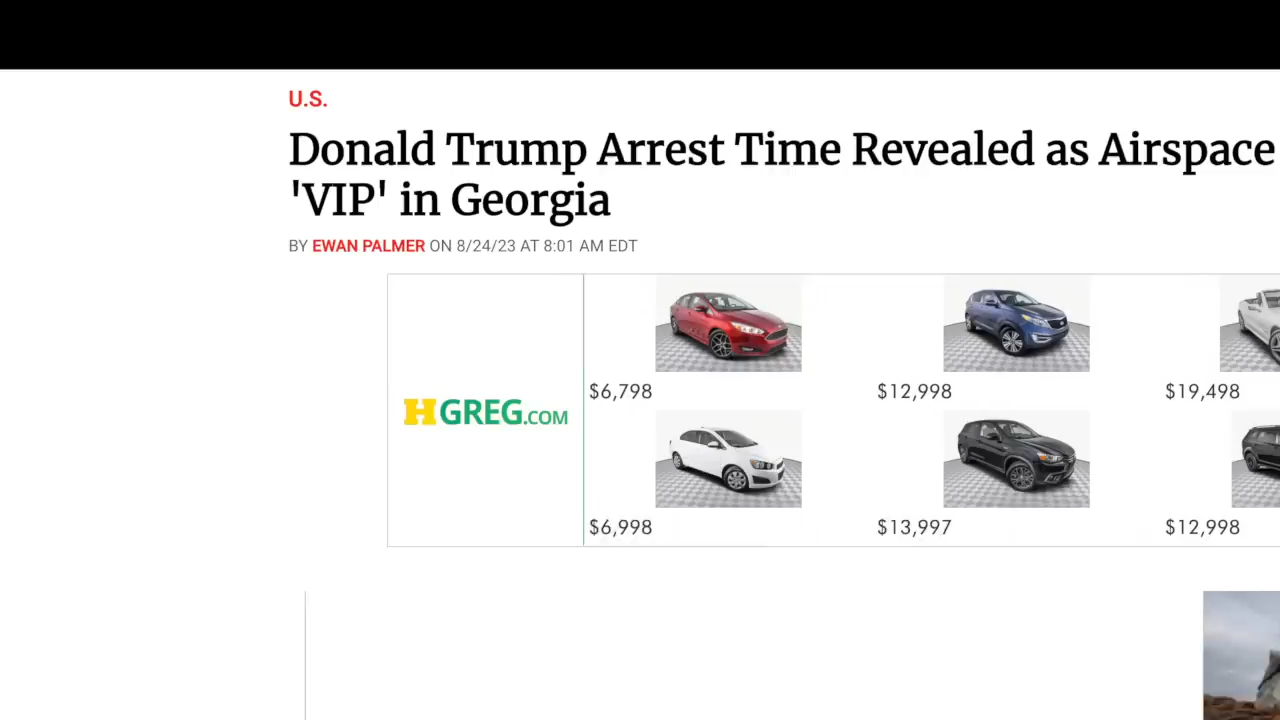 U.S.
Donald Trump Arrest Time Revealed as Airspace
'VIP' in Georgia
BY EWAN PALMER ON 8/24/23 AT 8:01 AM EDT
HGREG.COM
$6,798
$12,998
$19,498
$6,998
$13,997
$12,998